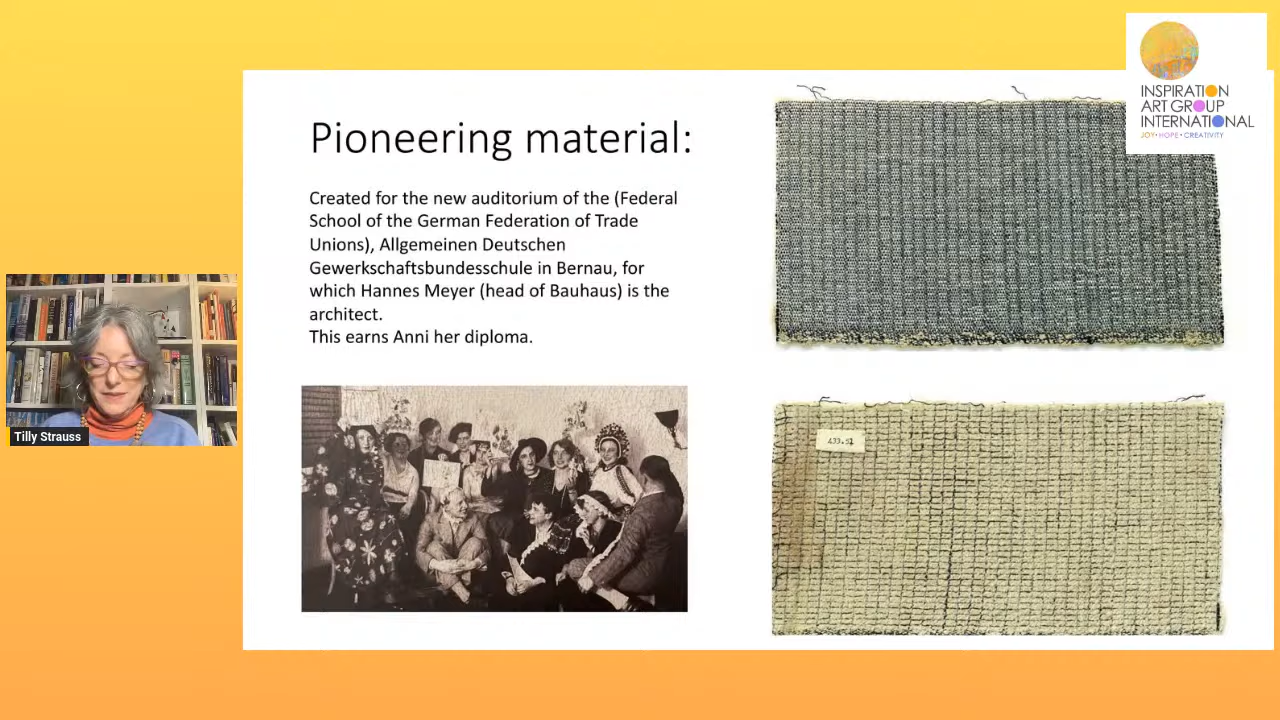 INSPIRATION
ART GROUP
INTERNATIONAL
JOY • HOPE • CREATIVITY
Pioneering material:
Created for the new auditorium of the (Federal
School of the German Federation of Trade
Unions), Allgemeinen Deutschen
Gewerkschaftsbundesschule in Bernau, for
which Hannes Meyer (head of Bauhaus) is the
architect.
This earns Anni her diploma.
Tilly Strauss
433.51